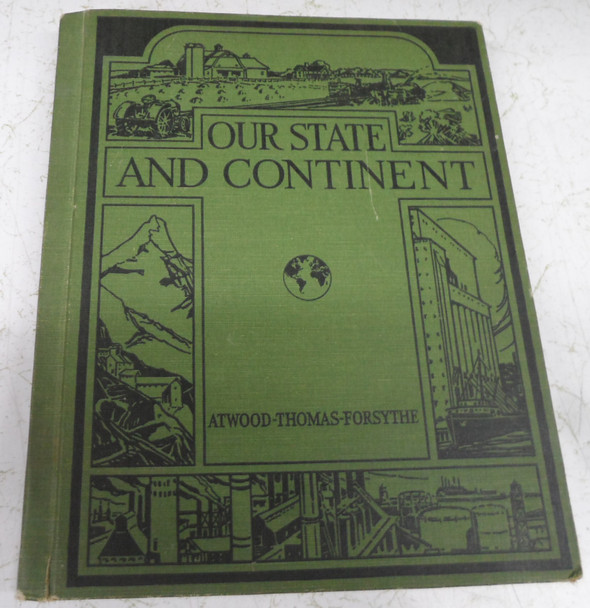 OUR STATE
AND CONTINENT
ATWOOD-THOMAS-FORSYTHE